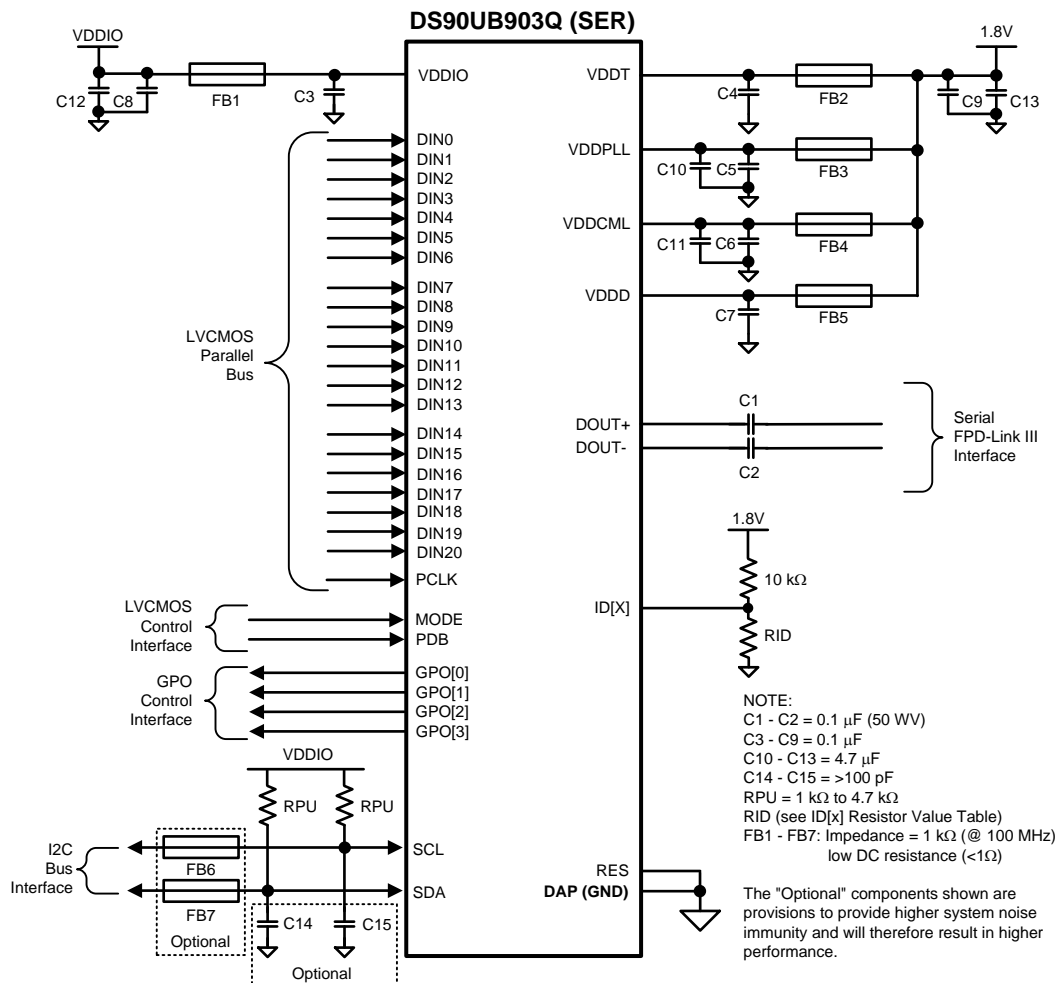 DS90UB903Q (SER)
VDDIO
1.8V
VDDIO
VDDT
C12
C8
FB1
C3
C4
FB2
C9
C13
DIN0
DIN1
DIN2
DIN3
DIN4
DIN5
DIN6
DIN7
DIN8
DIN9
DIN10
DIN11
DIN12
DIN13
DIN14
DIN15
DIN16
DIN17
DIN18
DIN19
DIN20
PCLK
LVCMOS
Parallel
Bus
VDDPLL
C10
C5
FB3
VDDCML
C11
C6
FB4
VDDD
C7
FB5
DOUT+
DOUT-
C1
C2
Serial
FPD-Link III
Interface
1.8V
10 kΩ
ID[X]
RID
LVCMOS
Control
Interface
MODE
PDB
GPO
Control
Interface
GPO[0]
GPO[1]
GPO[2]
GPO[3]
VDDIO
RPU
RPU
I2C
Bus
Interface
FB6
FB7
Optional
SCL
SDA
C14
C15
Optional
RES
DAP (GND)
NOTE:
C1 - C2 = 0.1 μF (50 WV)
C3 - C9 = 0.1 μF
C10 - C13 = 4.7 μF
C14 - C15 = >100 pF
RPU = 1 kΩ to 4.7 kΩ
RID (see ID[x] Resistor Value Table)
FB1 - FB7: Impedance = 1 kΩ (@ 100 MHz)
low DC resistance (<1Ω)
The "Optional" components shown are
provisions to provide higher system noise
immunity and will therefore result in higher
performance.